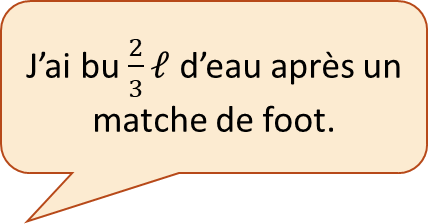 J’ai bu 2/3 ℓ d’eau après un
matche de foot.